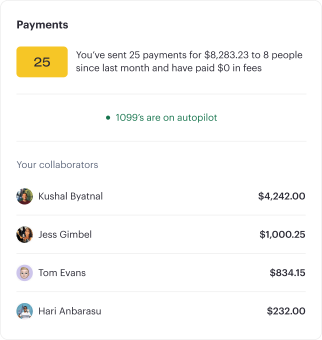 Payments
25
You've sent 25 payments for $8,283.23 to 8 people
since last month and have paid $0 in fees
1099's are on autopilot
Your collaborators
Kushal Byatnal $4,242.00
Jess Gimbel $1,000.25
Tom Evans $834.15
Hari Anbarasu $232.00